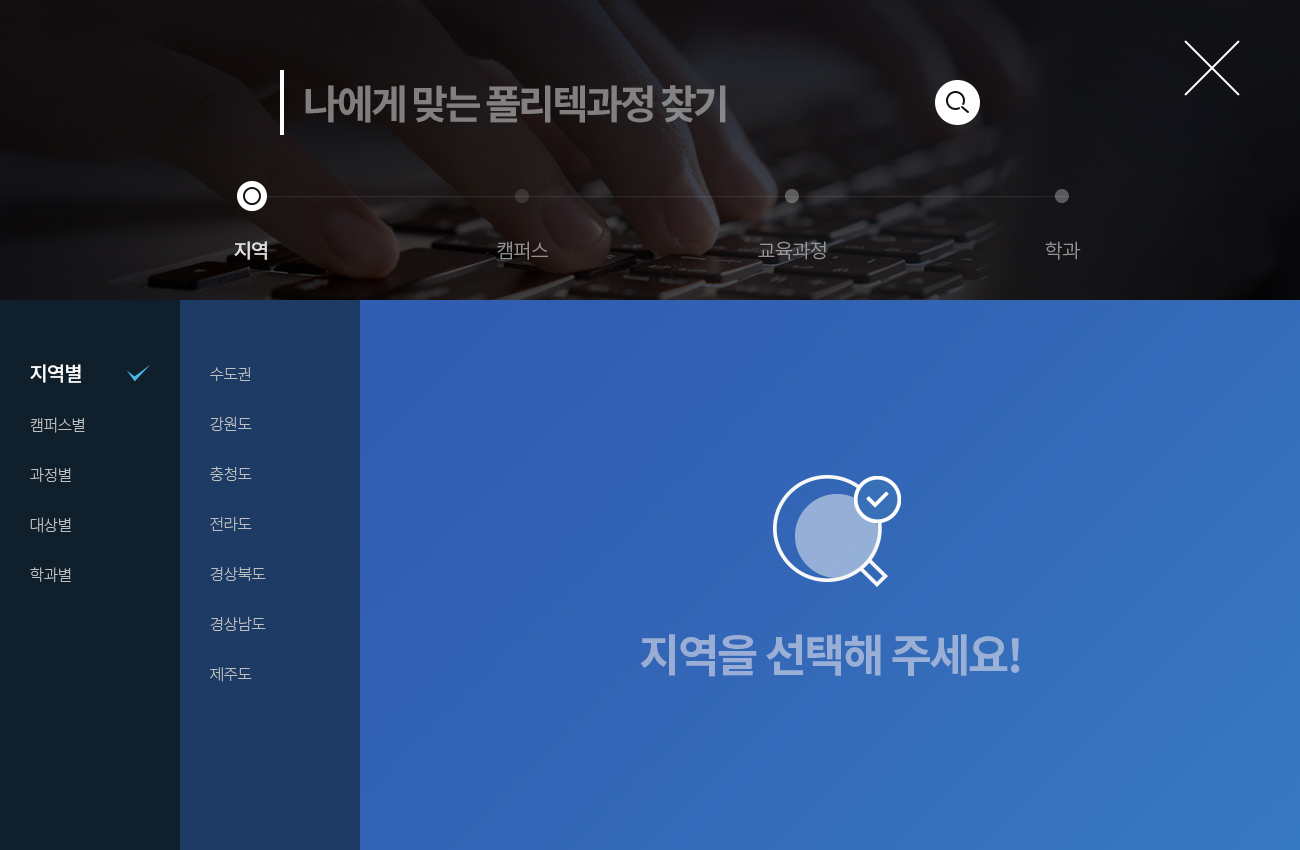 나에게 맞는 폴리텍과정 찾기
지역
캠퍼스
교육과정
학과
지역별
캠퍼스별
과정별
대상별
학과별
수도권
강원도
충청도
전라도
경상북도
경상남도
제주도
지역을 선택해 주세요!